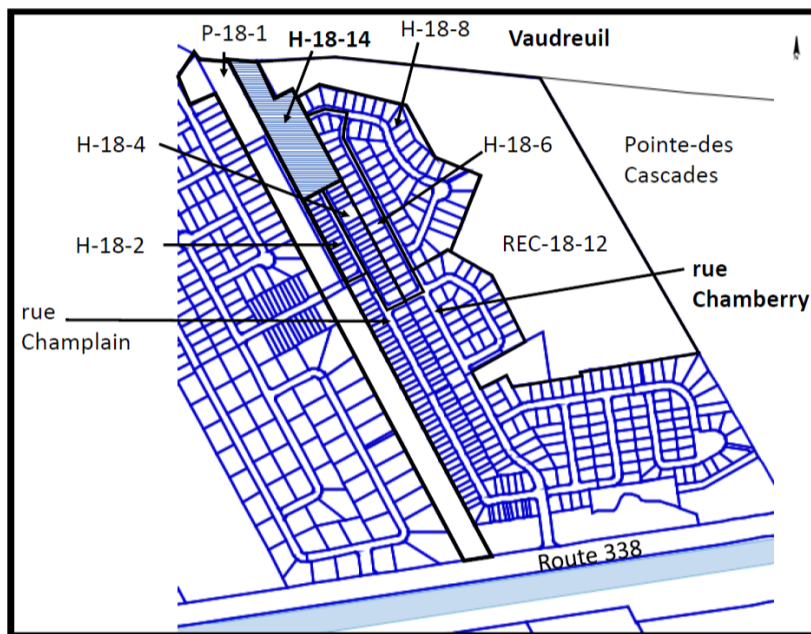 P-18-1
H-18-14
H-18-8
Vaudreuil
H-18-4
H-18-6
Pointe-des
Cascades
H-18-2
REC-18-12
rue
Chamberry
rue
Champlain
Route 338